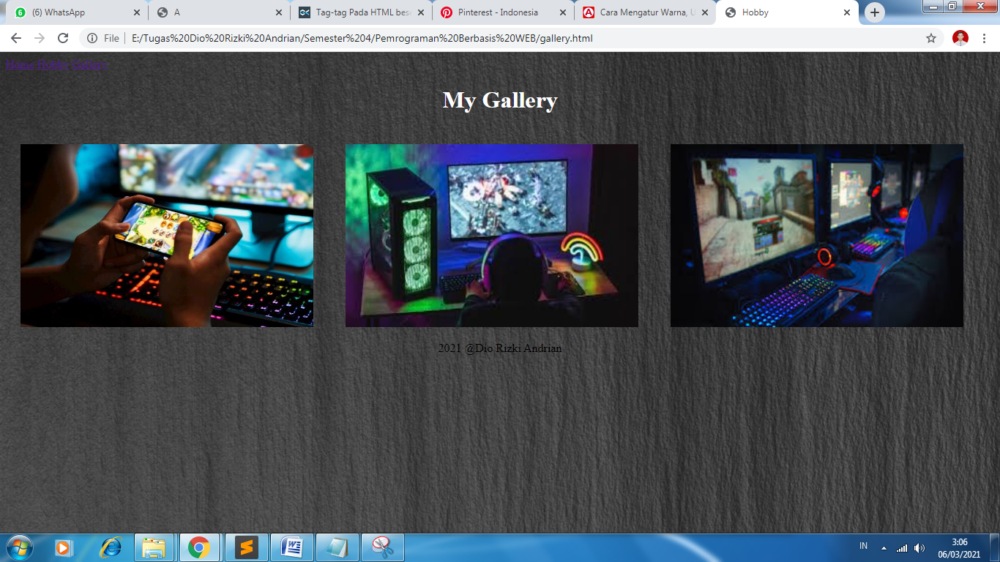 (6) WhatsApp
A
Tag-tag Pada HTML bes
Pinterest - Indonesia
Cara Mengatur Warna, U
Hobby
File
E:/Tugas%20Dio%20Rizki%20Andrian/Semester%204/Pemrograman%20Berbasis%20WEB/gallery.html
Home Hobby Gallery
My Gallery
2021 @Dio Rizki Andrian
IN
3:06
06/03/2021